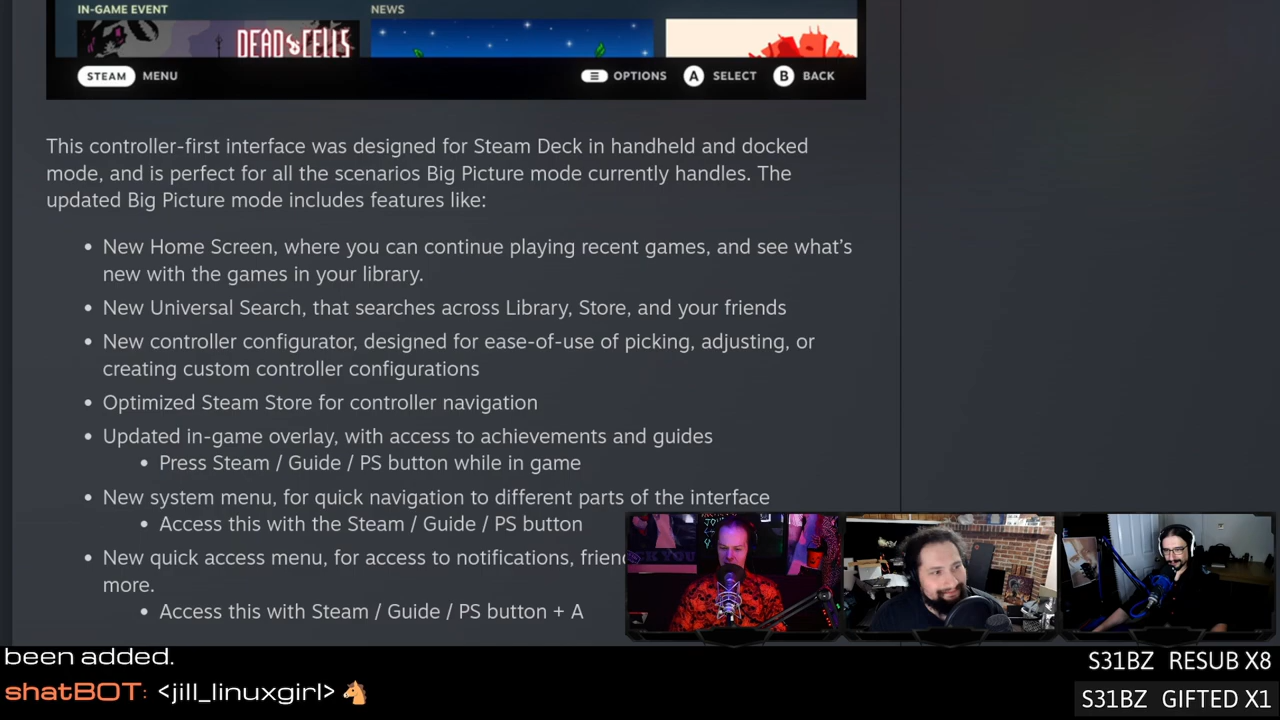 IN-GAME EVENT
NEWS
DEAD CELLS
STEAM MENU
OPTIONS A SELECT B BACK
This controller-first interface was designed for Steam Deck in handheld and docked
mode, and is perfect for all the scenarios Big Picture mode currently handles. The
updated Big Picture mode includes features like:
• New Home Screen, where you can continue playing recent games, and see what's
new with the games in your library.
• New Universal Search, that searches across Library, Store, and your friends
• New controller configurator, designed for ease-of-use of picking, adjusting, or
creating custom controller configurations
• Optimized Steam Store for controller navigation
• Updated in-game overlay, with access to achievements and guides
• Press Steam / Guide / PS button while in game
• New system menu, for quick navigation to different parts of the interface
• Access this with the Steam / Guide / PS button
• New quick access menu, for access to notifications,
more.
• Access this with Steam / Guide / PS button + A
been added.
shatBOT: <jill_linuxgirl> 🐴
S31BZ RESUB X8
S31BZ GIFTED X1